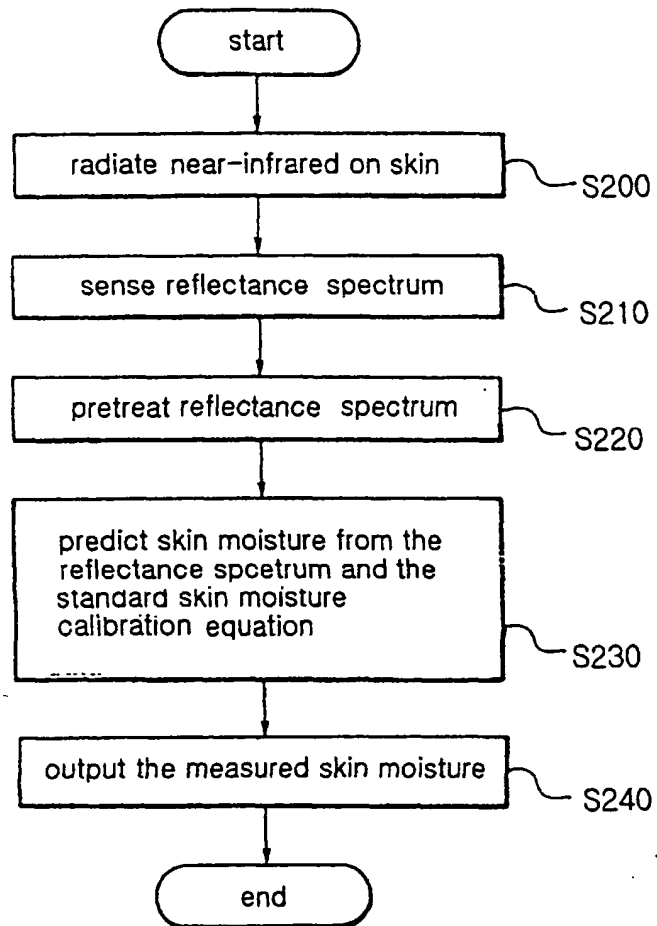 start
radiate near-infrared on skin
S200
sense reflectance spectrum
S210
pretreat reflectance spectrum
S220
predict skin moisture from the
reflectance spcetrum and the
standard skin moisture
calibration equation
S230
output the measured skin moisture
S240
end